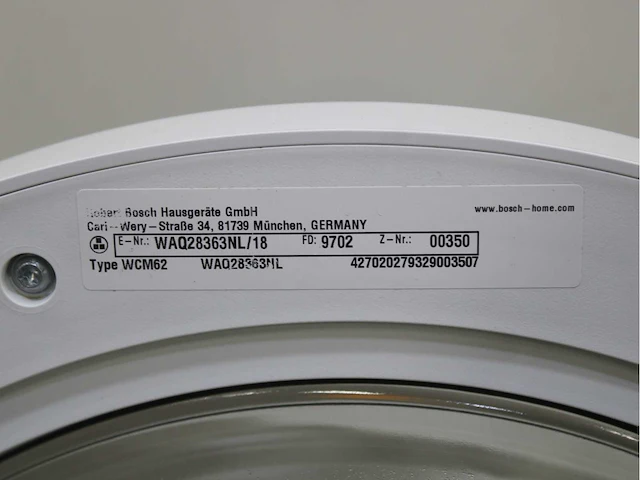 Robert Bosch Hausgeräte GmbH
www.bosch-home.com
Carl-Wery-Straße 34, 81739 München, GERMANY
E-Nr.: WAQ28363NL/18 FD: 9702 Z-Nr.: 00350
Type WCM62 WAQ28363NL 427020279329003507